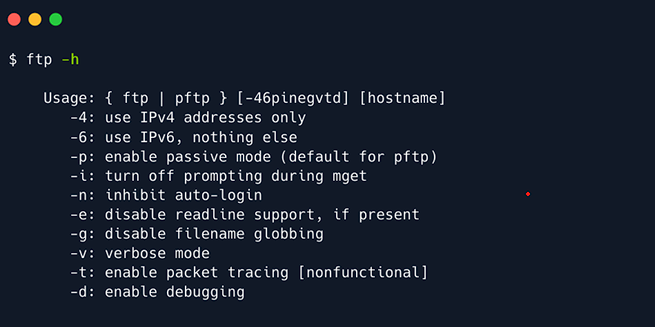 $ ftp -h
Usage: { ftp | pftp } [-46pinegvtd] [hostname]
-4: use IPv4 addresses only
-6: use IPv6, nothing else
-p: enable passive mode (default for pftp)
-i: turn off prompting during mget
-n: inhibit auto-login
-e: disable readline support, if present
-g: disable filename globbing
-v: verbose mode
-t: enable packet tracing [nonfunctional]
-d: enable debugging